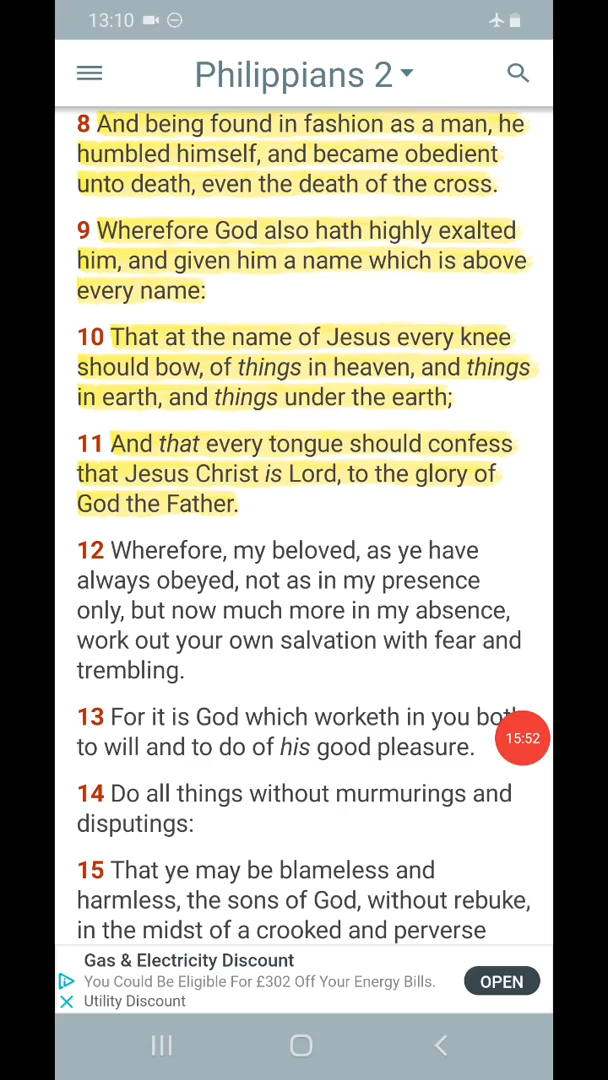 13:10
Philippians 2
8 And being found in fashion as a man, he
humbled himself, and became obedient
unto death, even the death of the cross.
9 Wherefore God also hath highly exalted
him, and given him a name which is above
every name:
10 That at the name of Jesus every knee
should bow, of things in heaven, and things
in earth, and things under the earth;
11 And that every tongue should confess
that Jesus Christ is Lord, to the glory of
God the Father.
12 Wherefore, my beloved, as ye have
always obeyed, not as in my presence
only, but now much more in my absence,
work out your own salvation with fear and
trembling.
13 For it is God which worketh in you both
to will and to do of his good pleasure.
15:52
14 Do all things without murmurings and
disputings:
15 That ye may be blameless and
harmless, the sons of God, without rebuke,
in the midst of a crooked and perverse
Gas & Electricity Discount
You Could Be Eligible For £302 Off Your Energy Bills.
Utility Discount
OPEN